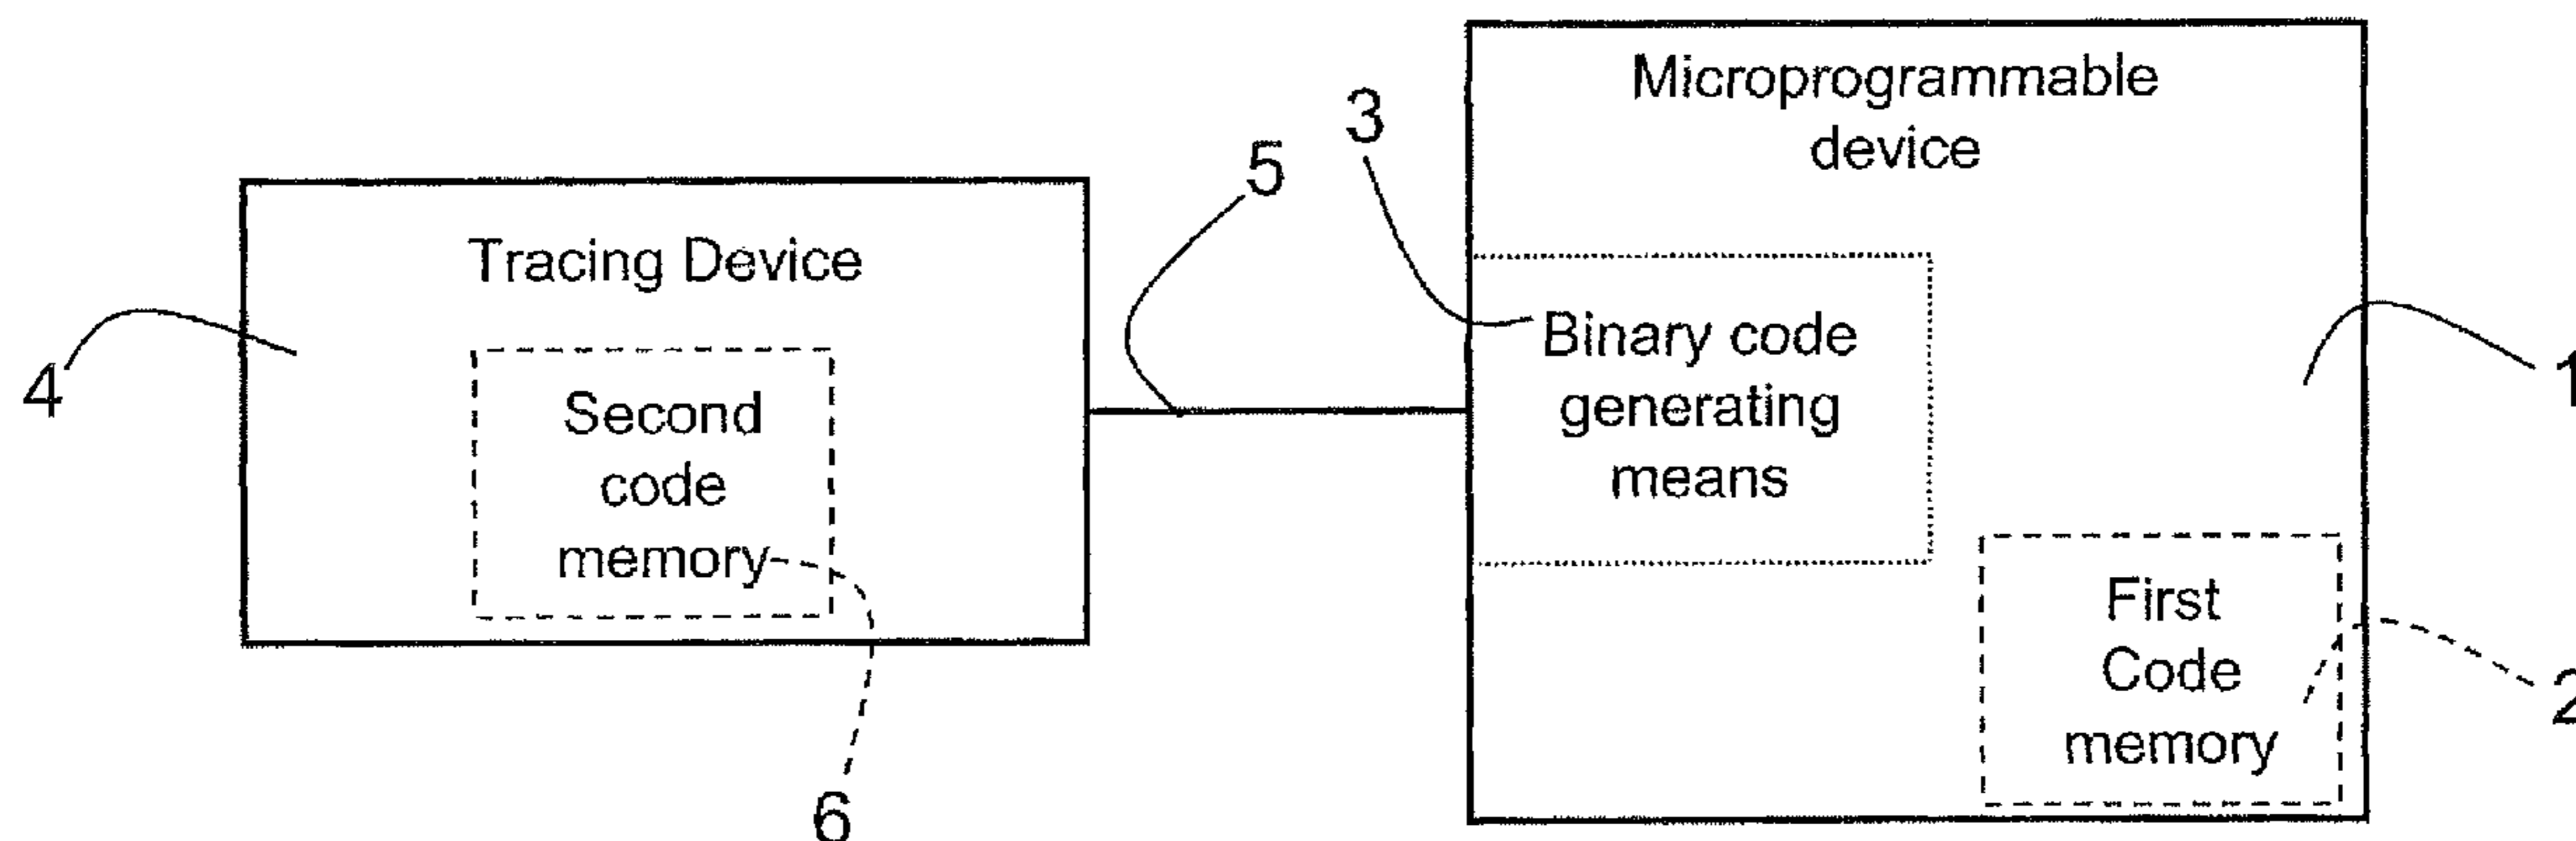 Microprogrammable
device
3
5
Tracing Device
Binary code
generating
means
4
1
Second
code
memory
First
Code
memory
2
6